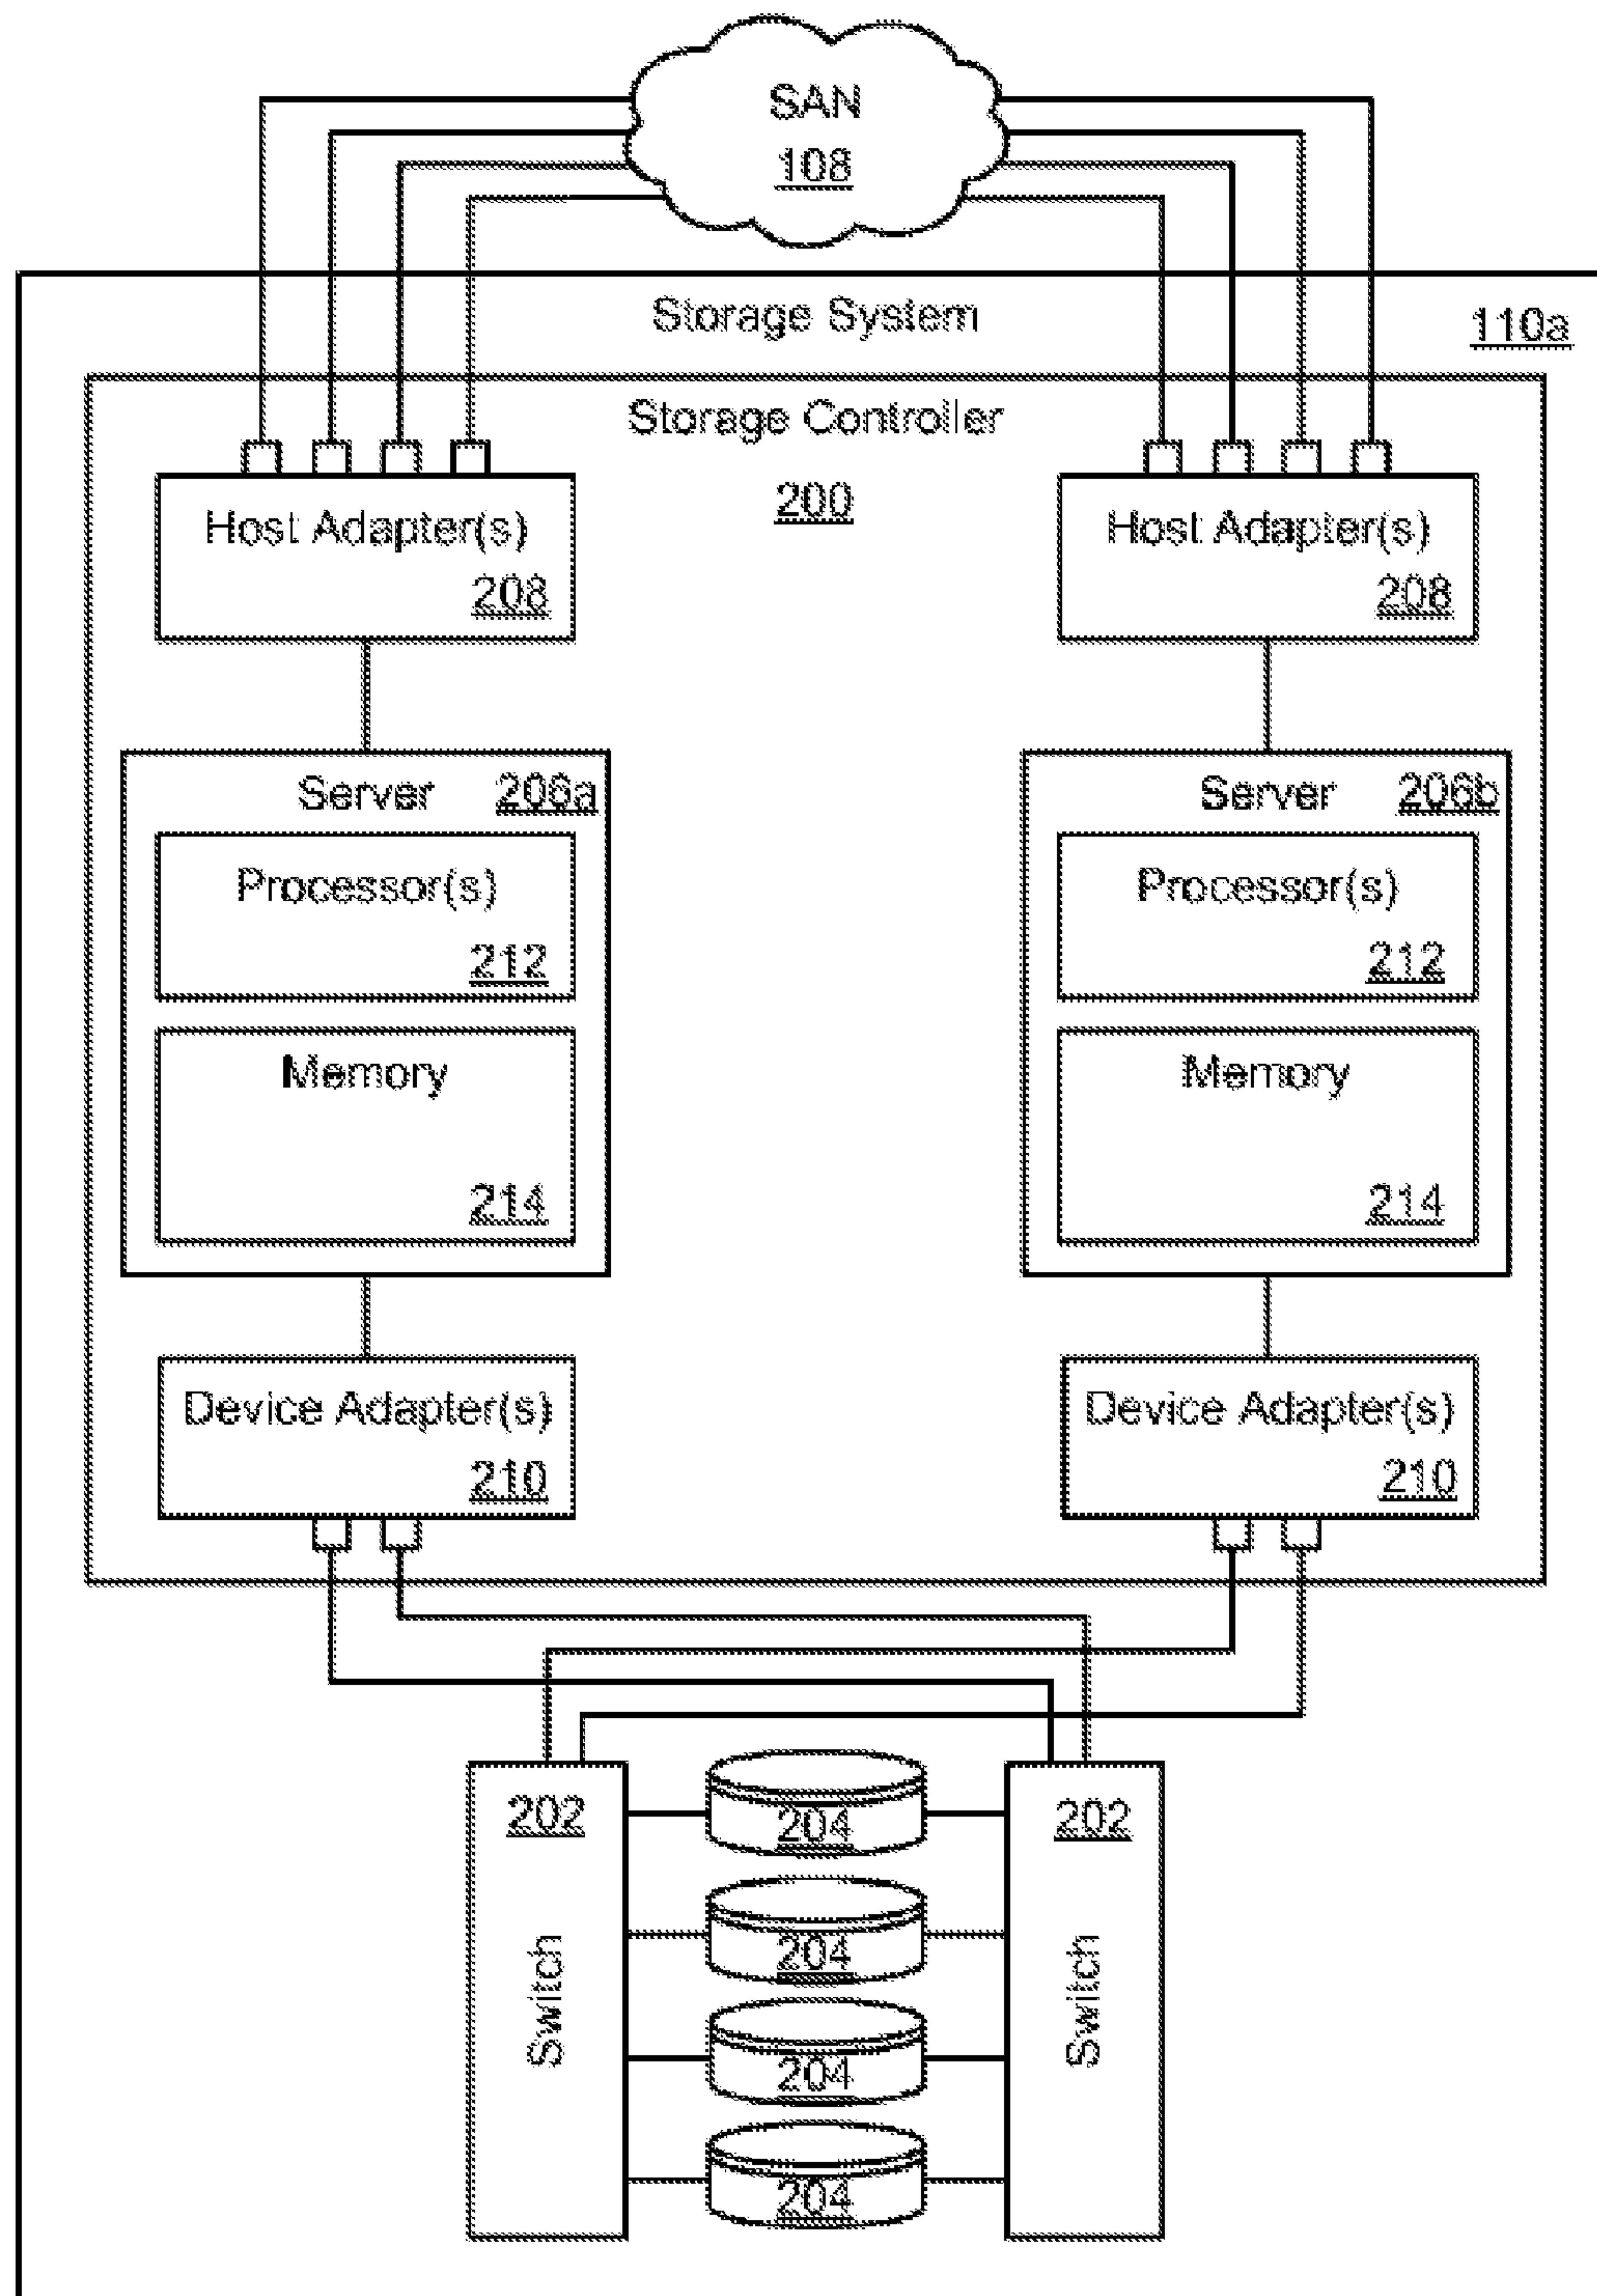 SAN
108
Storage System
110a
Storage Controller
200
Host Adapter(s)
208
Host Adapter(s)
208
Server 206a
Processor(s)
212
Memory
214
Server 206b
Processor(s)
212
Memory
214
Device Adapter(s)
210
Device Adapter(s)
210
202
Switch
204
204
204
204
202
Switch